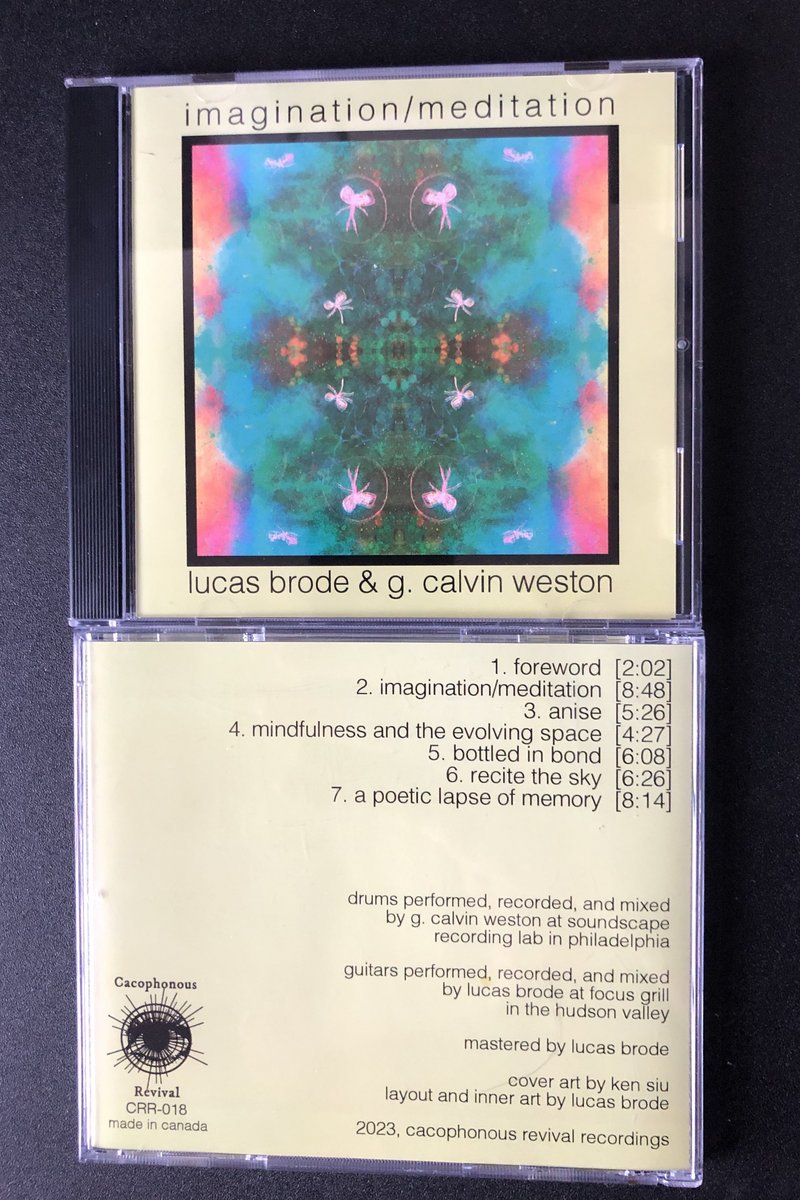 imagination/meditation
lucas brode & g. calvin weston
1. foreword [2:02]
2. imagination/meditation [8:48]
3. anise [5:26]
4. mindfulness and the evolving space [4:27]
5. bottled in bond [6:08]
6. recite the sky [6:26]
7. a poetic lapse of memory [8:14]
drums performed, recorded, and mixed
by g. calvin weston at soundscape
recording lab in philadelphia
guitars performed, recorded, and mixed
by lucas brode at focus grill
in the hudson valley
mastered by lucas brode
cover art by ken siu
layout and inner art by lucas brode
2023, cacophonous revival recordings
Cacophonous
Revival
CRR-018
made in canada